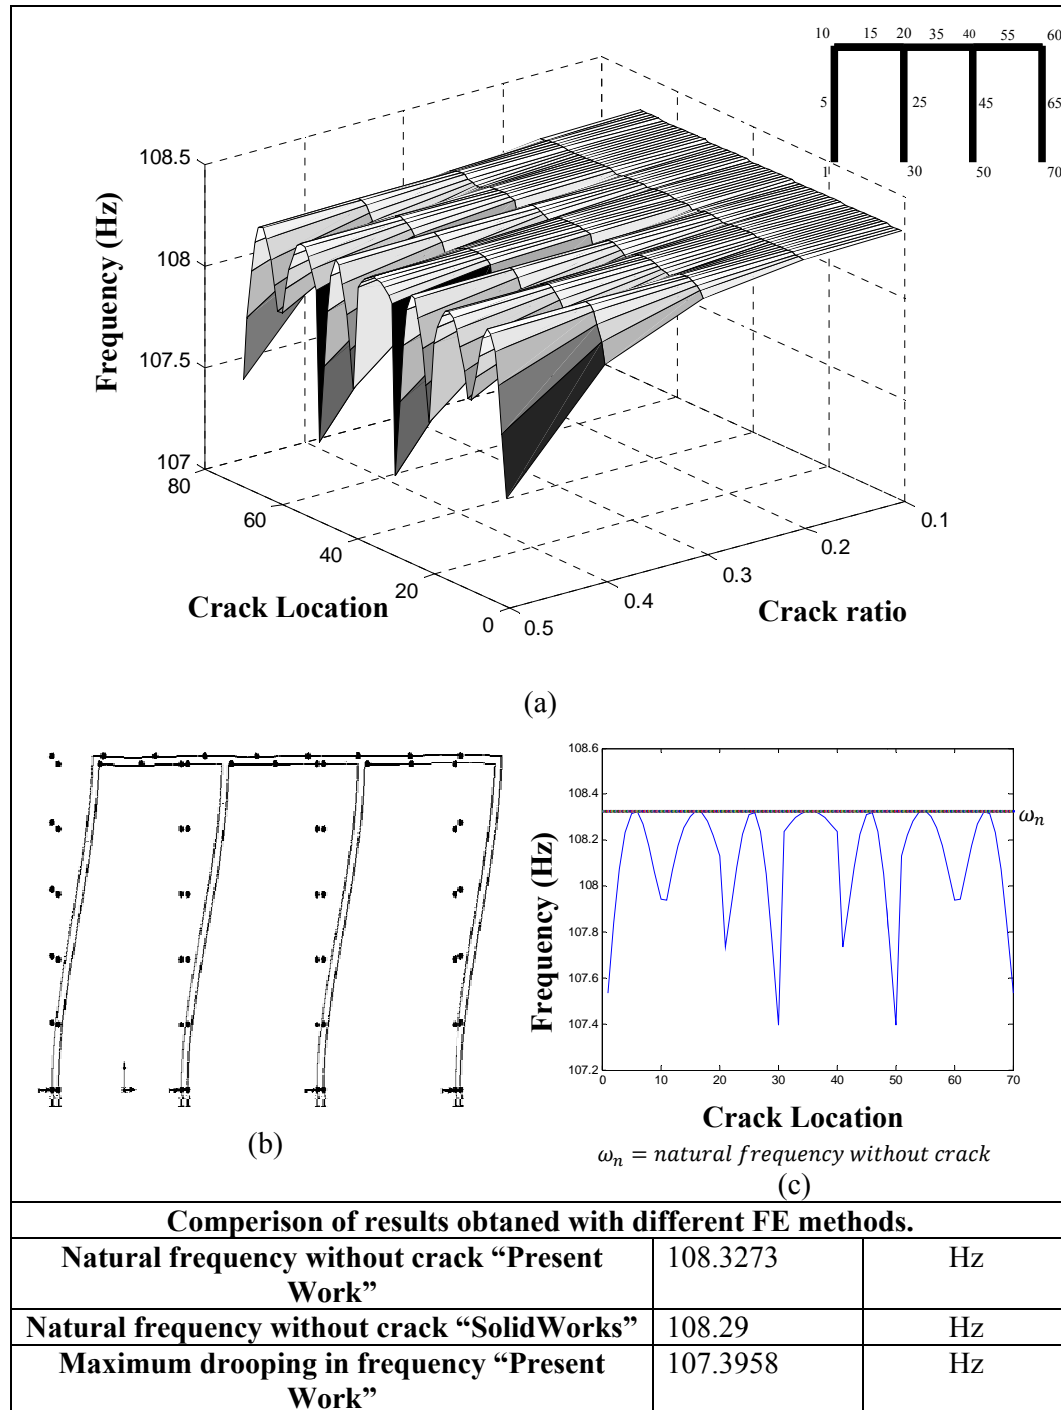 10 15 20 35 40 55 60
5 25 45 65
1 30 50 70
108.5
108
107.5
107
Frequency (Hz)
80
60
40
20
0
Crack Location
0.5
0.4
0.3
0.2
0.1
Crack ratio
(a)
(b)
108.6
108.4
108.2
108
107.8
107.6
107.4
107.2
Frequency (Hz)
ωn
0 10 20 30 40 50 60 70
Crack Location
ωn = natural frequency without crack
(c)
Comperison of results obtaned with different FE methods.
Natural frequency without crack “Present
Work”
108.3273
Hz
Natural frequency without crack “SolidWorks”
108.29
Hz
Maximum drooping in frequency “Present
Work”
107.3958
Hz